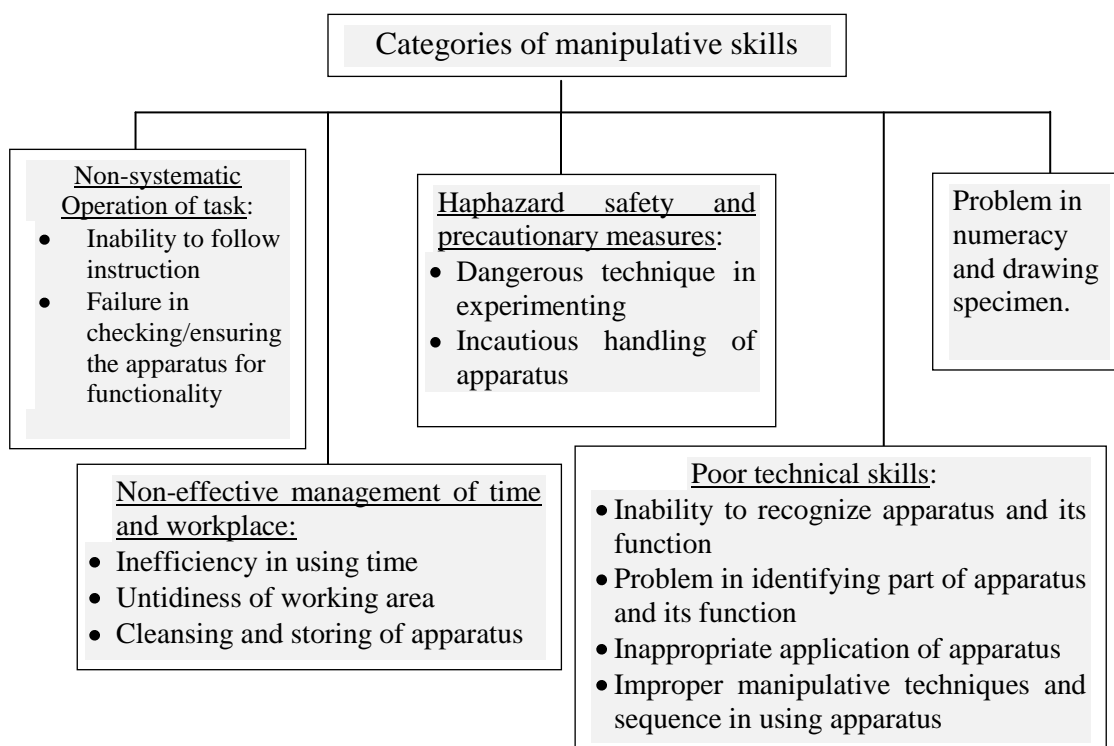 Categories of manipulative skills
Non-systematic
Operation of task:
• Inability to follow
instruction
• Failure in
checking/ensuring
the apparatus for
functionality
Haphazard safety and
precautionary measures:
• Dangerous technique in
experimenting
• Incautious handling of
apparatus
Problem in
numeracy
and drawing
specimen.
Non-effective management of time
and workplace:
• Inefficiency in using time
• Untidiness of working area
• Cleansing and storing of apparatus
Poor technical skills:
• Inability to recognize apparatus and its
function
• Problem in identifying part of apparatus
and its function
• Inappropriate application of apparatus
• Improper manipulative techniques and
sequence in using apparatus